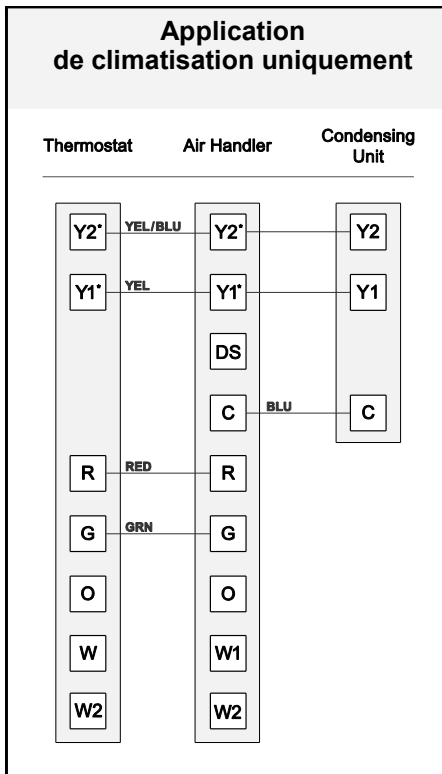 Application
de climatisation uniquement
Thermostat Air Handler Condensing
Unit
Y2* YEL/BLU Y2* Y2
Y1* YEL Y1* Y1
DS
C BLU C
R RED R
G GRN G
O O
W W1
W2 W2